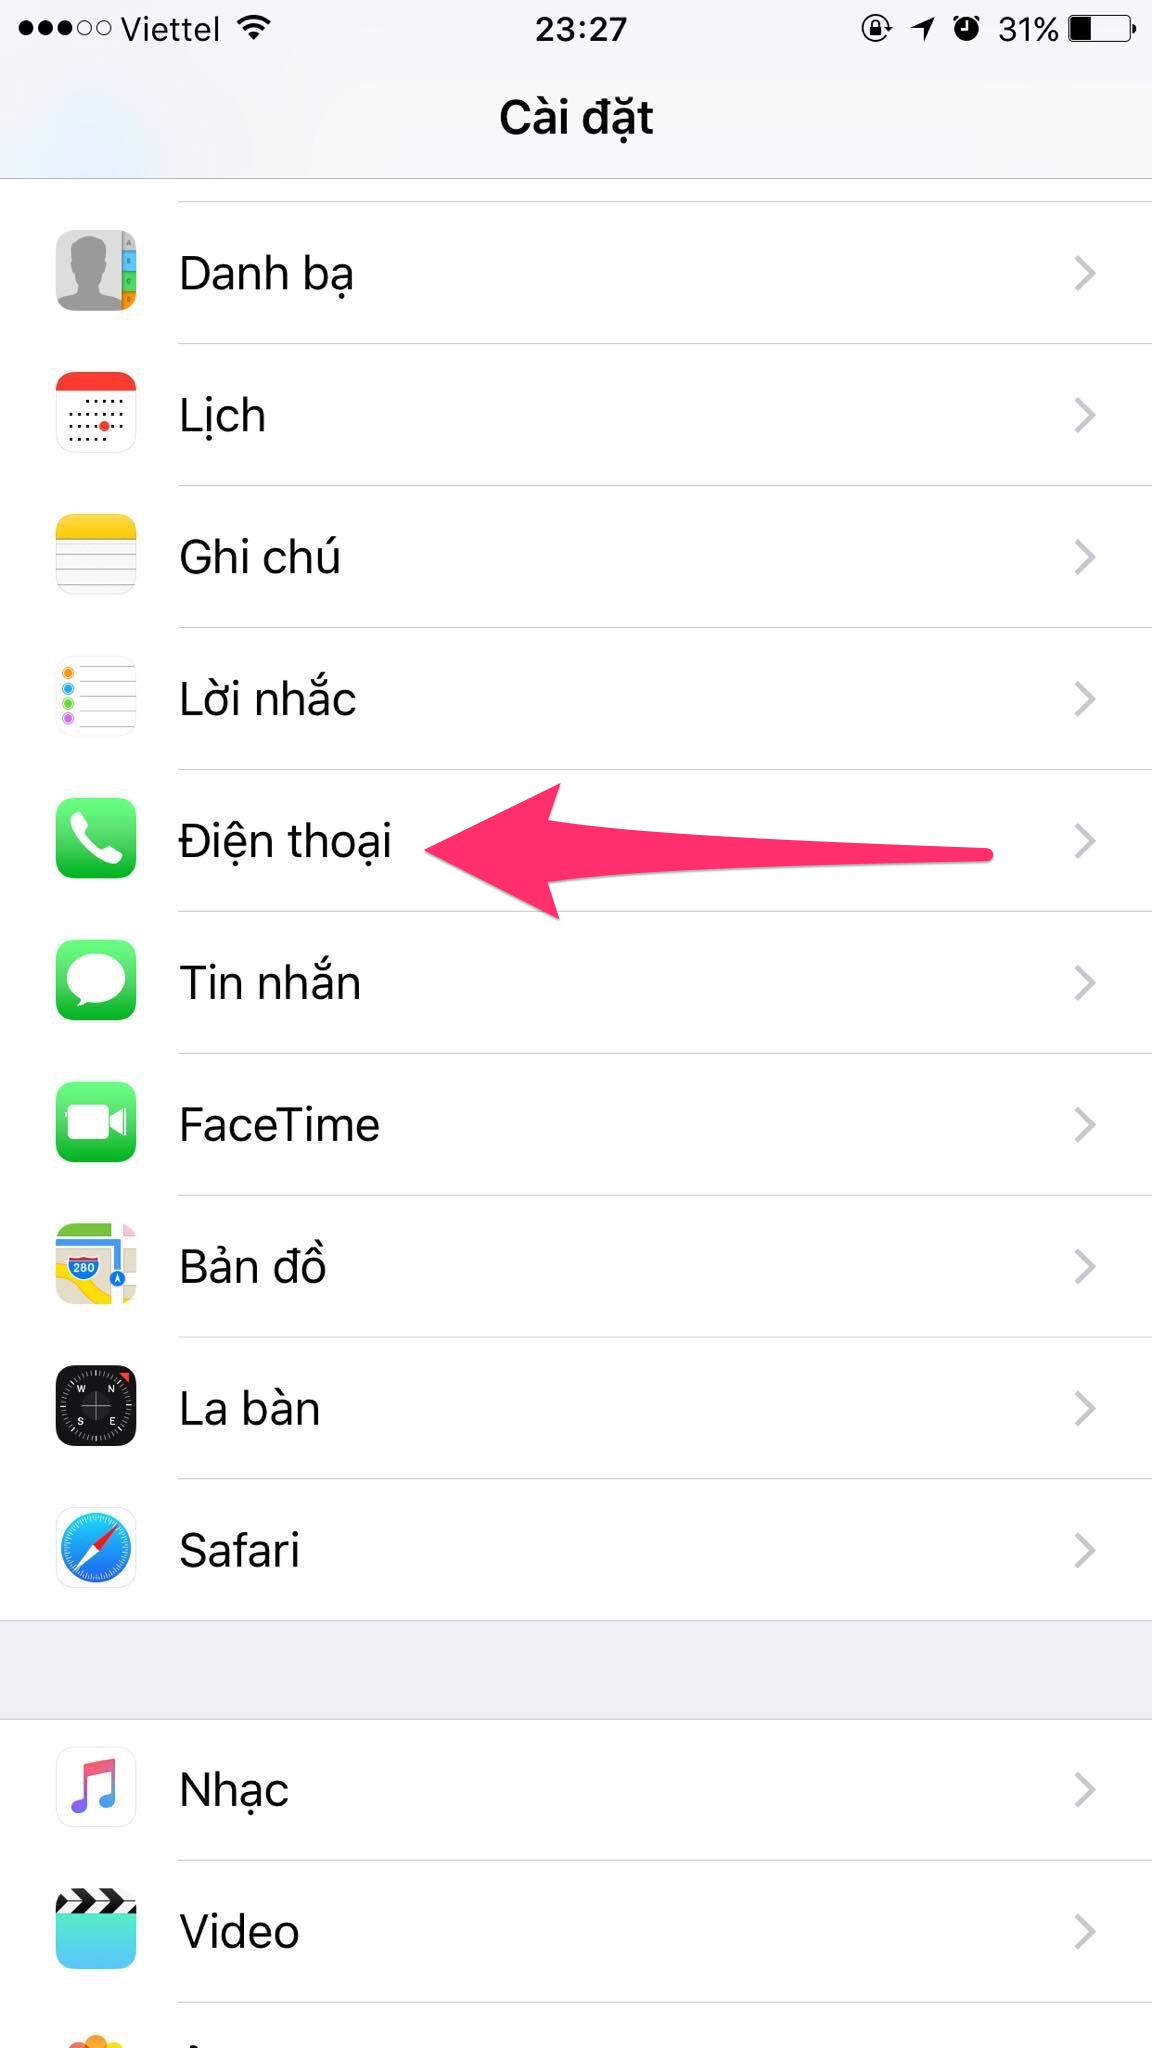 Viettel 23:27 31%
Cài đặt
Danh bạ
Lịch
Ghi chú
Lời nhắc
Điện thoại
Tin nhắn
FaceTime
280
Bản đồ
W N
S E
La bàn
Safari
Nhạc
Video